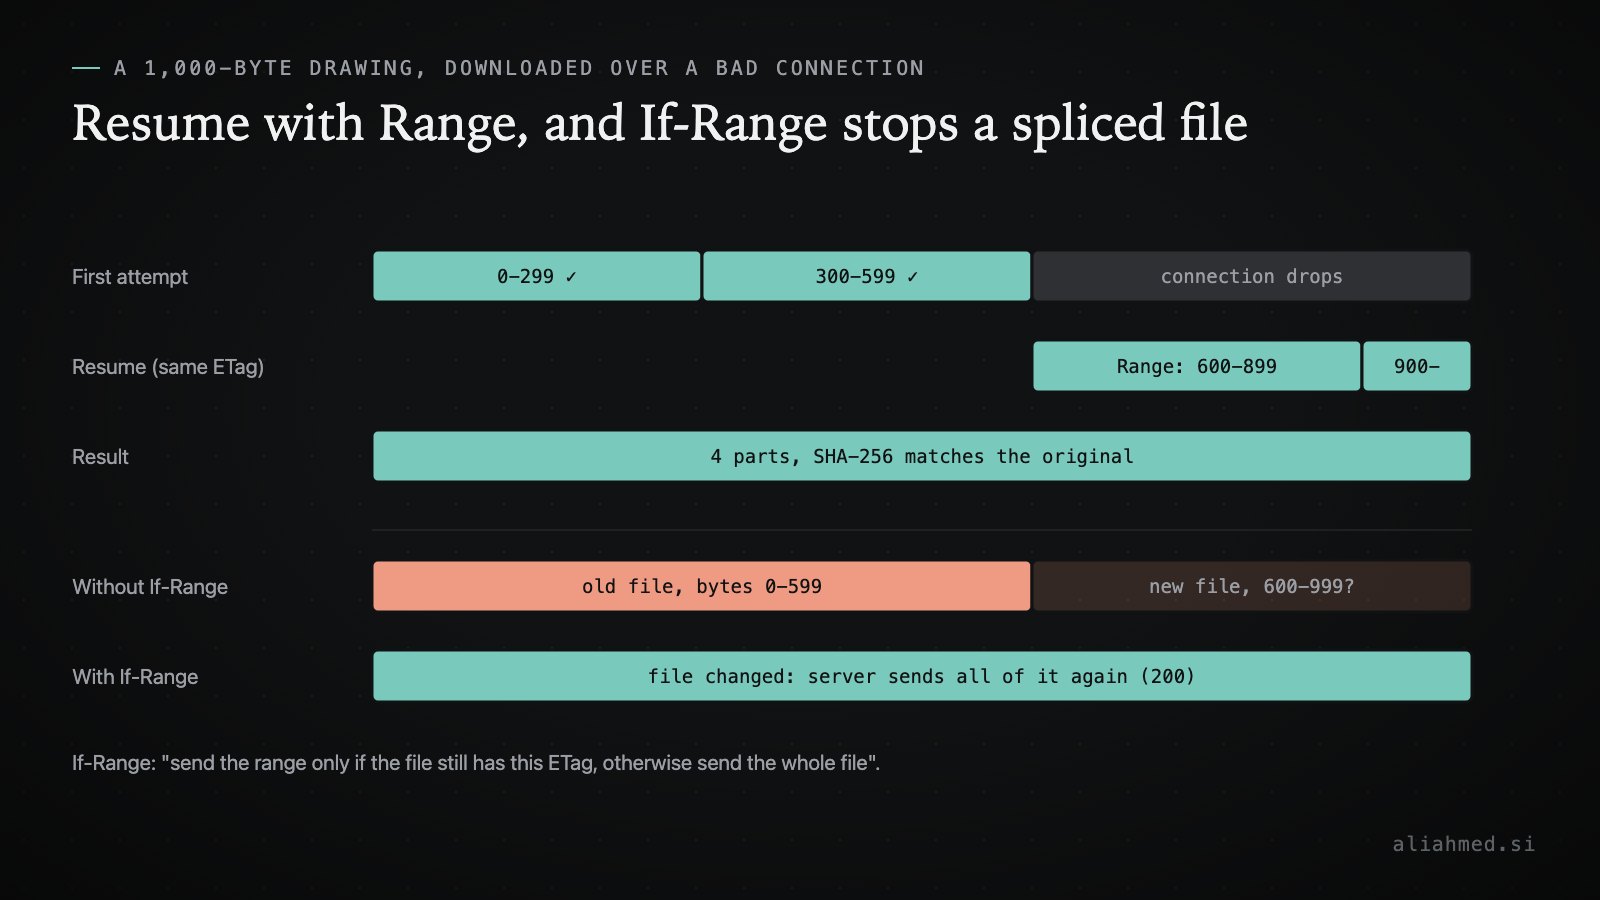 A 1,000–BYTE DRAWING, DOWNLOADED OVER A BAD CONNECTION
Resume with Range, and If-Range stops a spliced file
First attempt
0–299 ✓
300–599 ✓
connection drops
Resume (same ETag)
Range: 600–899
900–
Result
4 parts, SHA–256 matches the original
Without If-Range
old file, bytes 0–599
new file, 600–999?
With If-Range
file changed: server sends all of it again (200)
If-Range: "send the range only if the file still has this ETag, otherwise send the whole file".
aliahmed.si